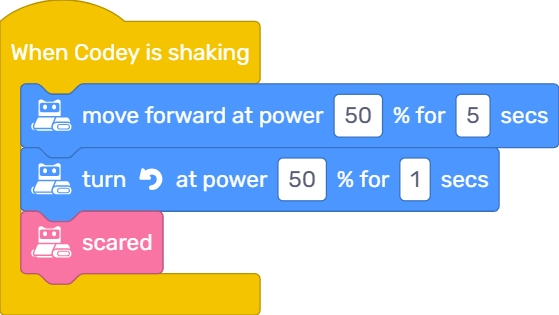 When Codey is shaking
move forward at power 50 % for 5 secs
turn at power 50 % for 1 secs
scared